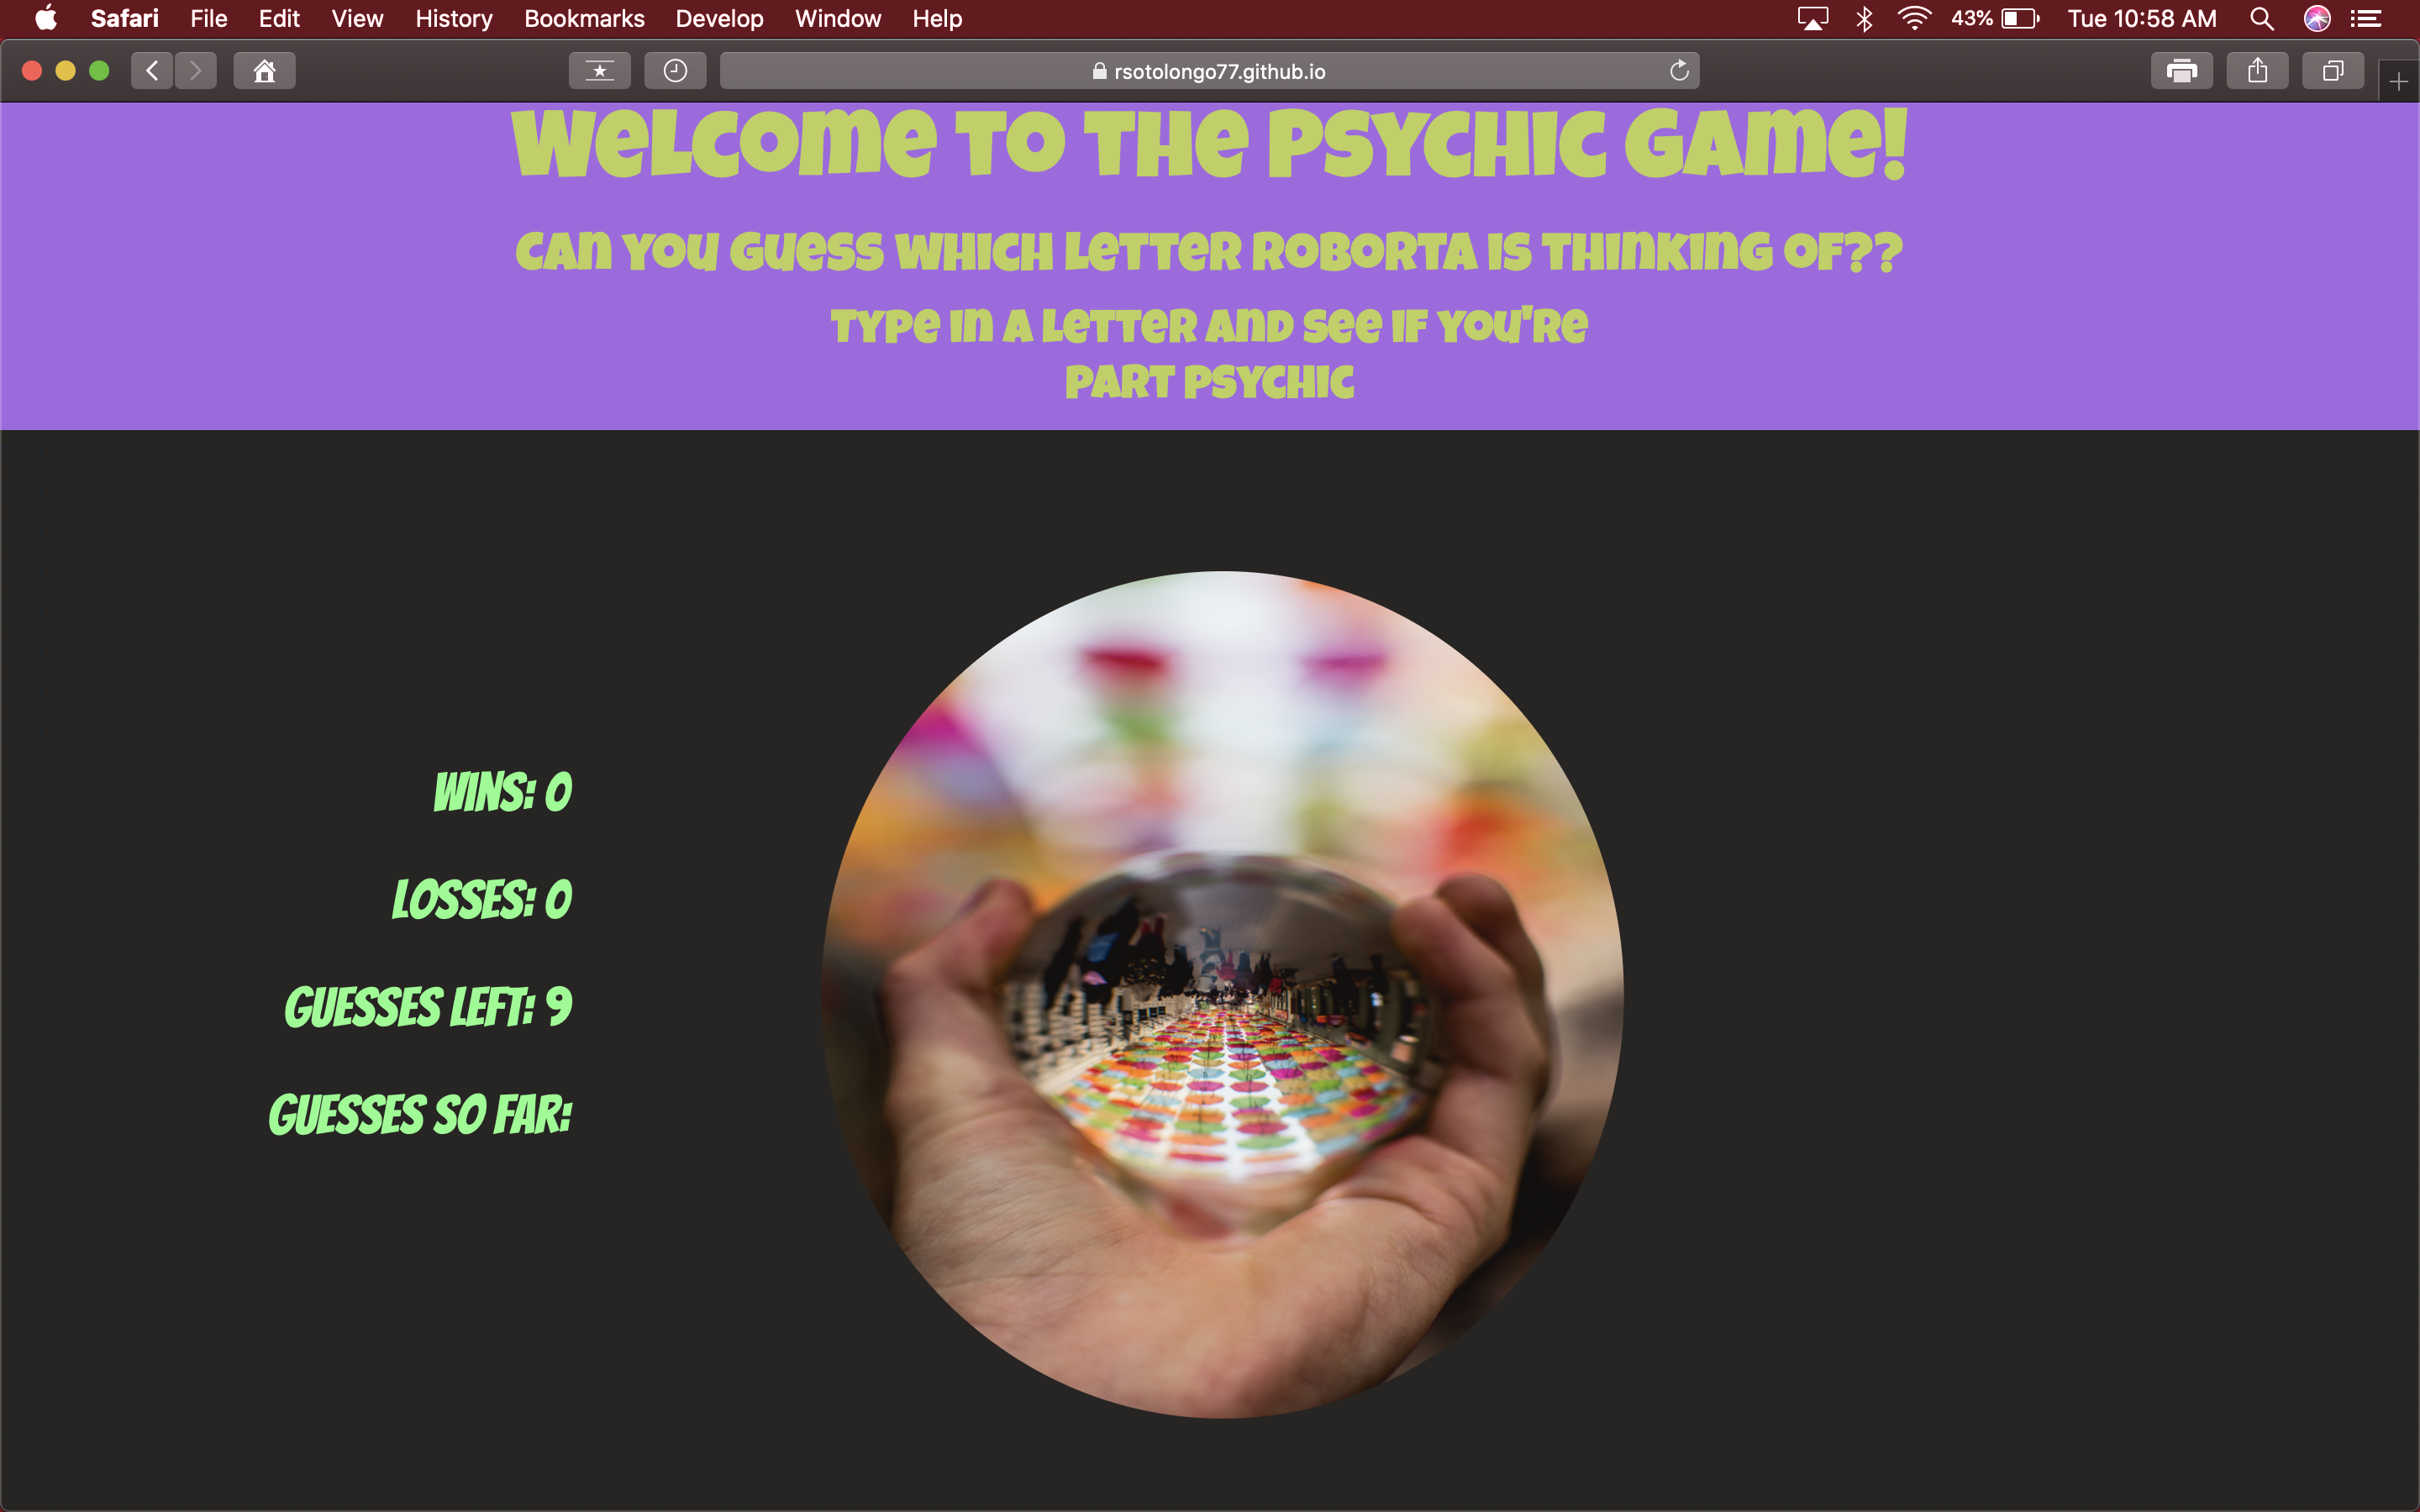 Safari File Edit View History Bookmarks Develop Window Help 43% Tue 10:58 AM
rsotolongo77.github.io
Welcome to the Psychic Game!
Can you guess which letter Roborta is thinking of??
Type in a letter and see if you're
part psychic
WINS: 0
LOSSES: 0
GUESSES LEFT: 9
GUESSES SO FAR: